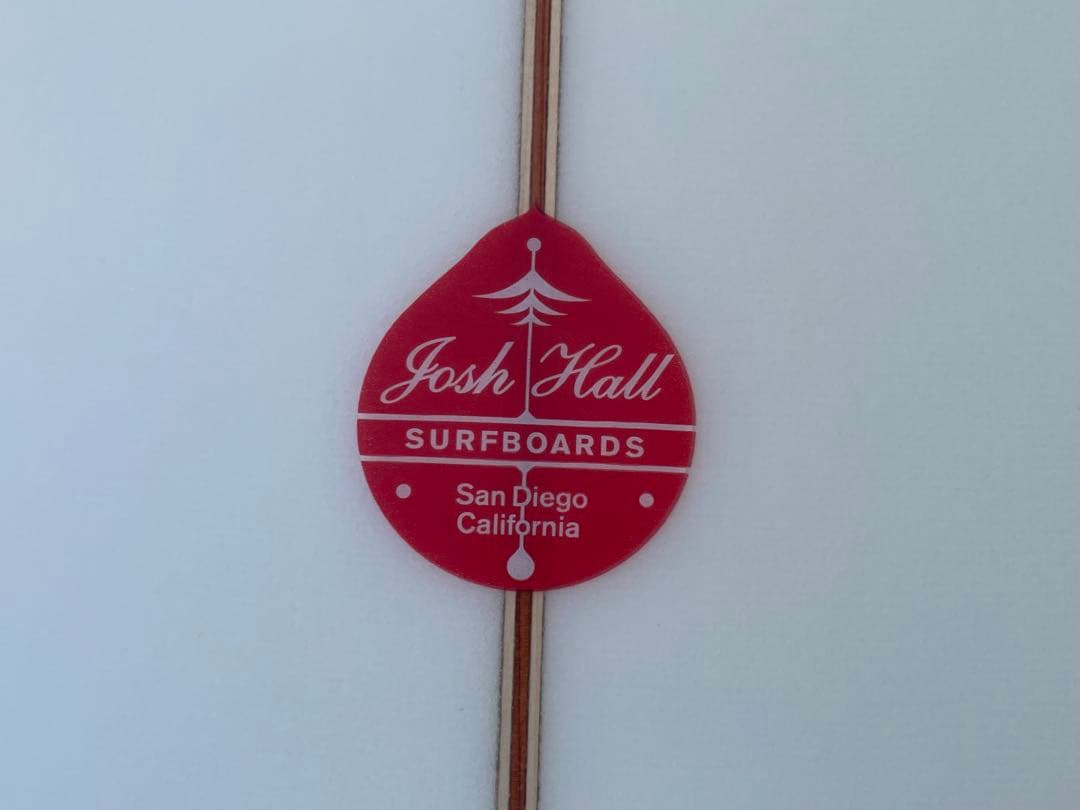 Josh Hall
SURFBOARDS
San Diego
California